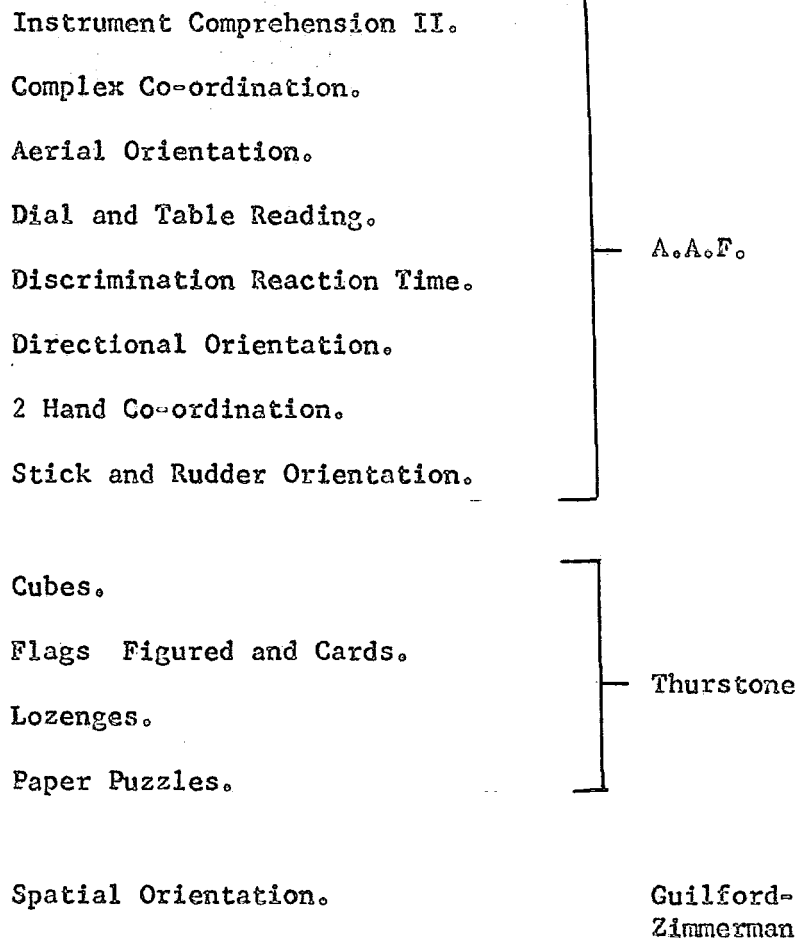 Instrument Comprehension II.
Complex Co-ordination.
Aerial Orientation.
Dial and Table Reading.
A.A.F.
Discrimination Reaction Time.
Directional Orientation.
2 Hand Co-ordination.
Stick and Rudder Orientation.
Cubes.
Flags Figured and Cards.
Thurstone
Lozenges.
Paper Puzzles.
Spatial Orientation. Guilford-
Zimmerman